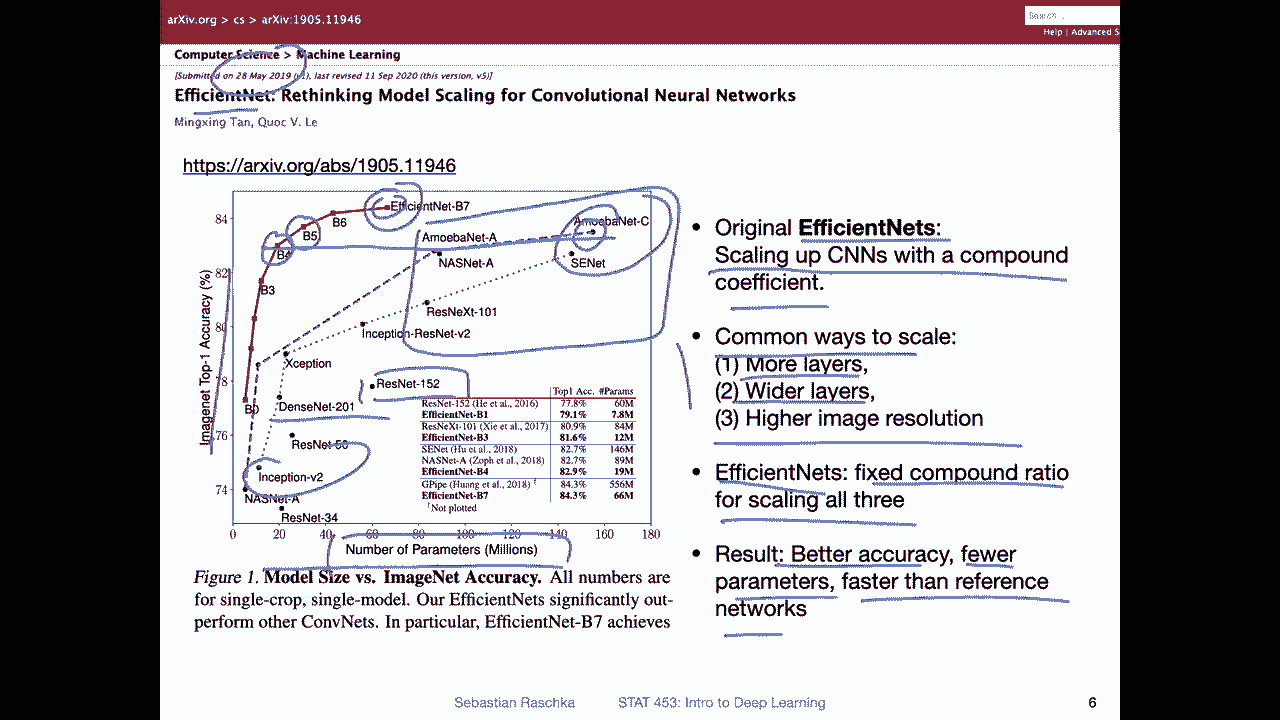 arXiv.org > cs > arXiv:1905.11946
Search...
Help | Advanced S
Computer Science > Machine Learning
[Submitted on 28 May 2019 (v1), last revised 11 Sep 2020 (this version, v5)]
EfficientNet: Rethinking Model Scaling for Convolutional Neural Networks
Mingxing Tan, Quoc V. Le
https://arxiv.org/abs/1905.11946
Imagenet Top-1 Accuracy (%)
84
82
80
78
76
74
EfficientNet-B7
B6
B5
B4
B3
B0
AmoebaNet-C
AmoebaNet-A
NASNet-A
SENet
ResNeXt-101
Inception-ResNet-v2
Xception
ResNet-152
DenseNet-201
ResNet-50
Inception-v2
NASNet-A
ResNet-34
Top1 Acc. #Params
ResNet-152 (He et al., 2016) 77.8% 60M
EfficientNet-B1 79.1% 7.8M
ResNeXt-101 (Xie et al., 2017) 80.9% 84M
EfficientNet-B3 81.6% 12M
SENet (Hu et al., 2018) 82.7% 146M
NASNet-A (Zoph et al., 2018) 82.7% 89M
EfficientNet-B4 82.9% 19M
GPipe (Huang et al., 2018) † 84.3% 556M
EfficientNet-B7 84.3% 66M
†Not plotted
0 20 40 60 80 100 120 140 160 180
Number of Parameters (Millions)
Figure 1. Model Size vs. ImageNet Accuracy. All numbers are
for single-crop, single-model. Our EfficientNets significantly out-
perform other ConvNets. In particular, EfficientNet-B7 achieves
• Original EfficientNets:
Scaling up CNNs with a compound
coefficient.
• Common ways to scale:
(1) More layers,
(2) Wider layers,
(3) Higher image resolution
• EfficientNets: fixed compound ratio
for scaling all three
• Result: Better accuracy, fewer
parameters, faster than reference
networks
Sebastian Raschka STAT 453: Intro to Deep Learning 6